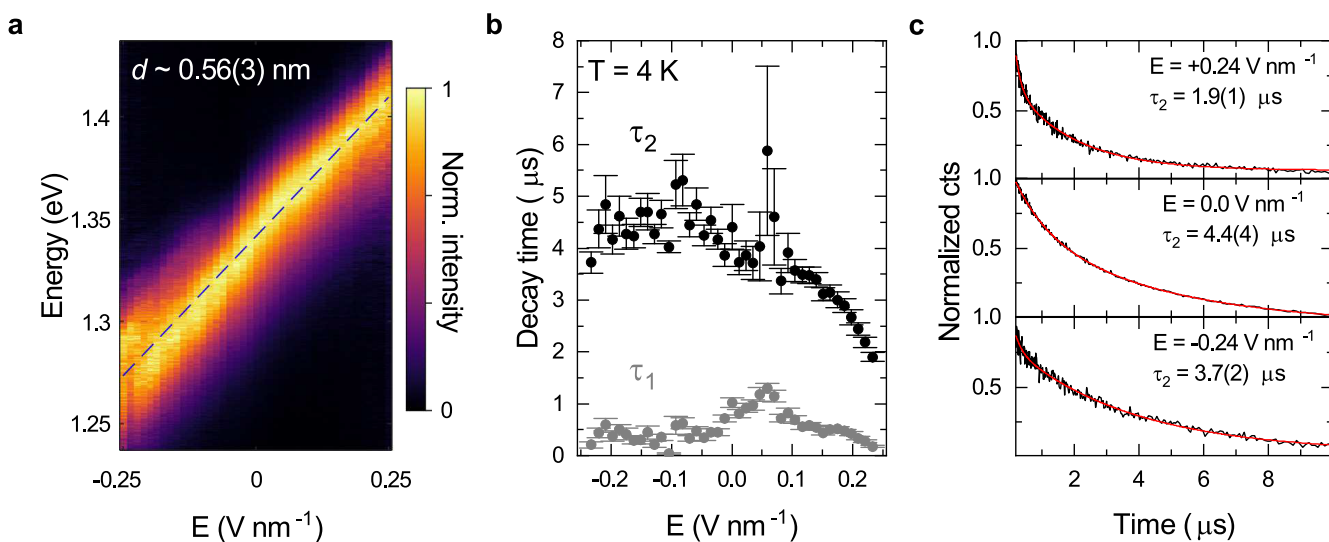 a
d ~ 0.56(3) nm
Energy (eV)
1.4
1.35
1.3
1.25
-0.25
0
0.25
E (V nm⁻¹)
1
0
Norm. intensity
b
T = 4 K
τ₂
τ₁
Decay time ( μs)
8
7
6
5
4
3
2
1
0
-0.2
-0.1
0.0
0.1
0.2
E (V nm⁻¹)
c
Normalized cts
1.0
0.5
E = +0.24 V nm⁻¹
τ₂ = 1.9(1) μs
1.0
0.5
E = 0.0 V nm⁻¹
τ₂ = 4.4(4) μs
1.0
0.5
E = -0.24 V nm⁻¹
τ₂ = 3.7(2) μs
2
4
6
8
Time ( μs)